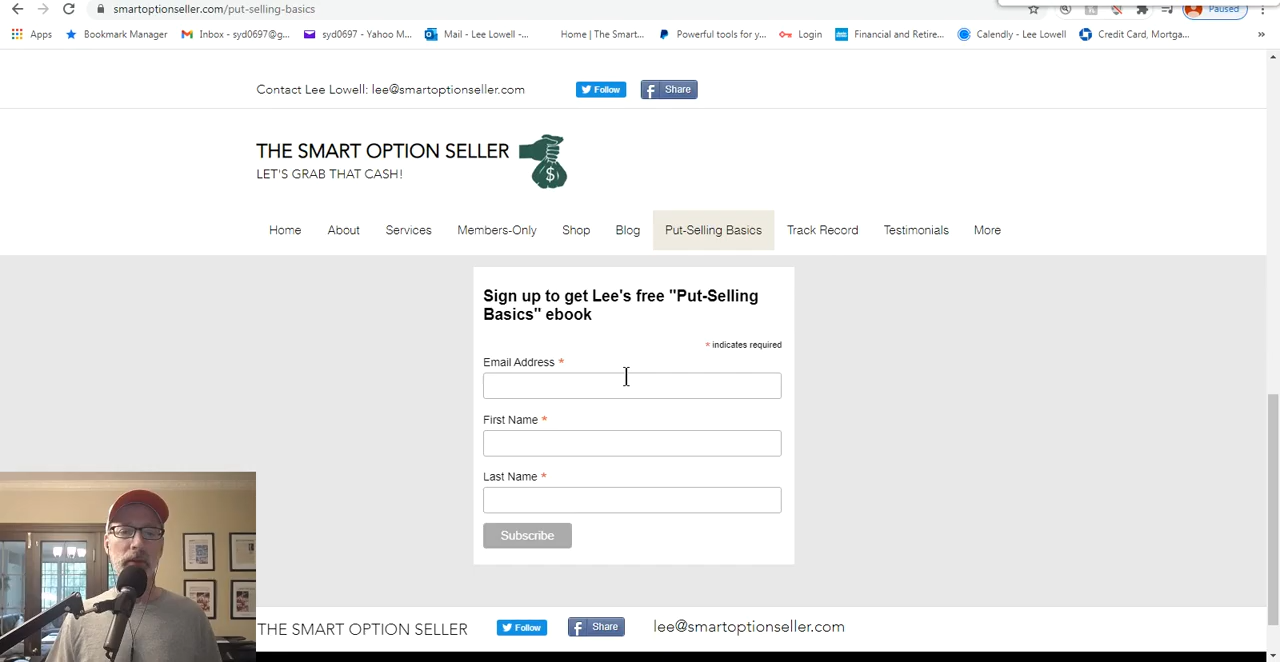 smartoptionseller.com/put-selling-basics
Paused
Apps
Bookmark Manager
Inbox - syd0697@g...
syd0697 - Yahoo M...
Mail - Lee Lowell -...
Home | The Smart...
Powerful tools for y...
Login
Financial and Retire...
Calendly - Lee Lowell
Credit Card, Mortga...
»
Contact Lee Lowell: lee@smartoptionseller.com
Follow
Share
THE SMART OPTION SELLER
$
LET'S GRAB THAT CASH!
Home
About
Services
Members-Only
Shop
Blog
Put-Selling Basics
Track Record
Testimonials
More
Sign up to get Lee's free "Put-Selling
Basics" ebook
* indicates required
Email Address *
First Name *
Last Name *
Subscribe
THE SMART OPTION SELLER
Follow
Share
lee@smartoptionseller.com